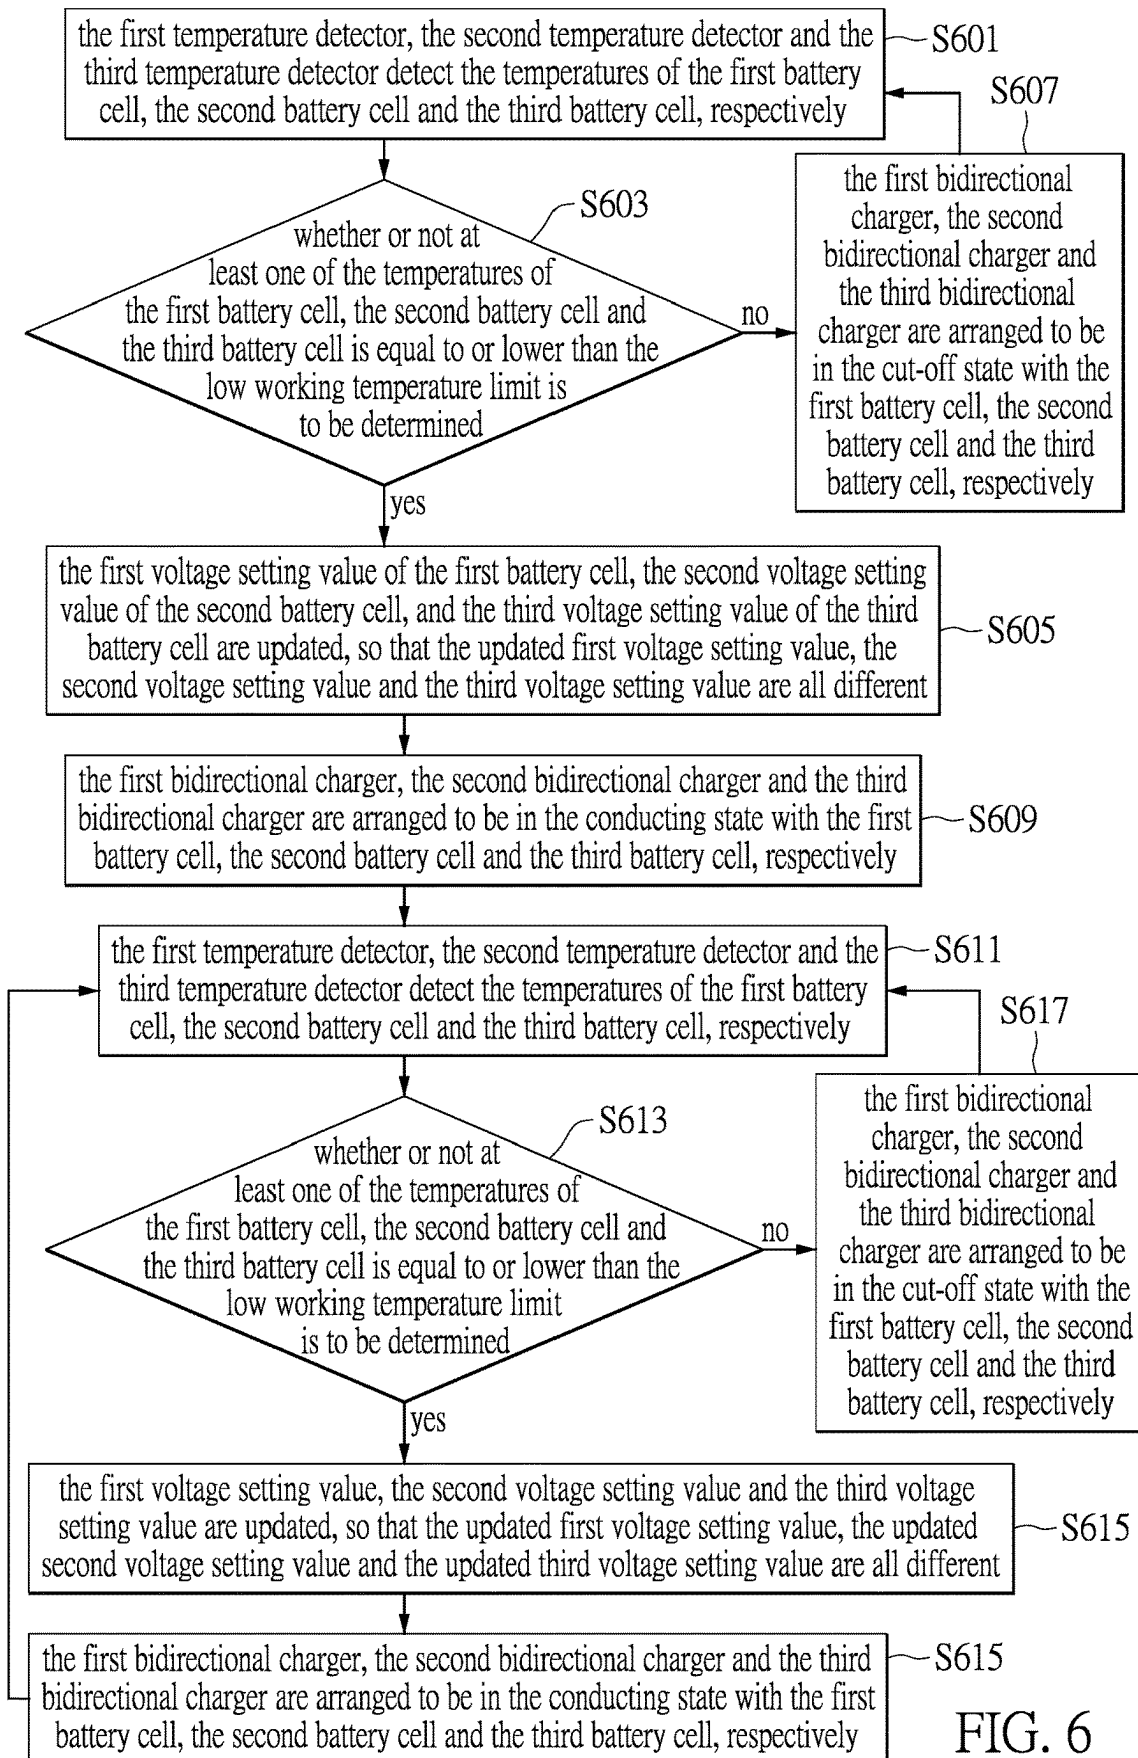 the first temperature detector, the second temperature detector and the
third temperature detector detect the temperatures of the first battery
cell, the second battery cell and the third battery cell, respectively
S601
S607
the first bidirectional
charger, the second
bidirectional charger and
the third bidirectional
charger are arranged to be
in the cut-off state with the
first battery cell, the second
battery cell and the third
battery cell, respectively
S603
whether or not at
least one of the temperatures of
the first battery cell, the second battery cell and
the third battery cell is equal to or lower than the
low working temperature limit is
to be determined
no
yes
the first voltage setting value of the first battery cell, the second voltage setting
value of the second battery cell, and the third voltage setting value of the third
battery cell are updated, so that the updated first voltage setting value, the
second voltage setting value and the third voltage setting value are all different
S605
the first bidirectional charger, the second bidirectional charger and the third
bidirectional charger are arranged to be in the conducting state with the first
battery cell, the second battery cell and the third battery cell, respectively
S609
the first temperature detector, the second temperature detector and the
third temperature detector detect the temperatures of the first battery
cell, the second battery cell and the third battery cell, respectively
S611
S617
the first bidirectional
charger, the second
bidirectional charger and
the third bidirectional
charger are arranged to be
in the cut-off state with the
first battery cell, the second
battery cell and the third
battery cell, respectively
S613
whether or not at
least one of the temperatures of
the first battery cell, the second battery cell and
the third battery cell is equal to or lower than the
low working temperature limit
is to be determined
no
yes
the first voltage setting value, the second voltage setting value and the third voltage
setting value are updated, so that the updated first voltage setting value, the updated
second voltage setting value and the updated third voltage setting value are all different
S615
the first bidirectional charger, the second bidirectional charger and the third
bidirectional charger are arranged to be in the conducting state with the first
battery cell, the second battery cell and the third battery cell, respectively
S615
FIG. 6